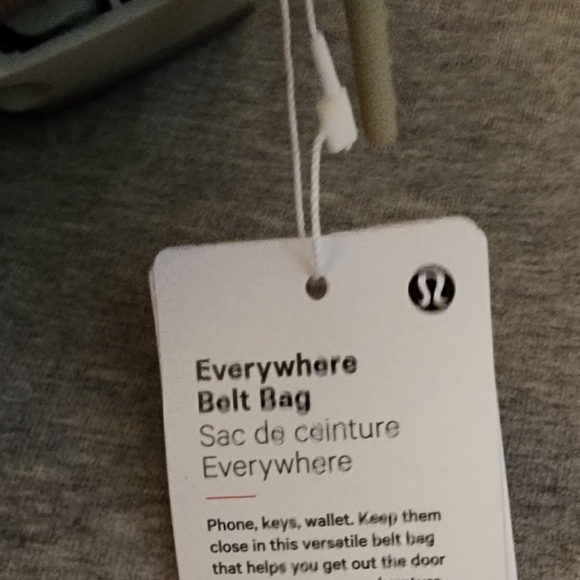 Everywhere
Belt Bag
Sac de ceinture
Everywhere
Phone, keys, wallet. Keep them
close in this versatile belt bag
that helps you get out the door